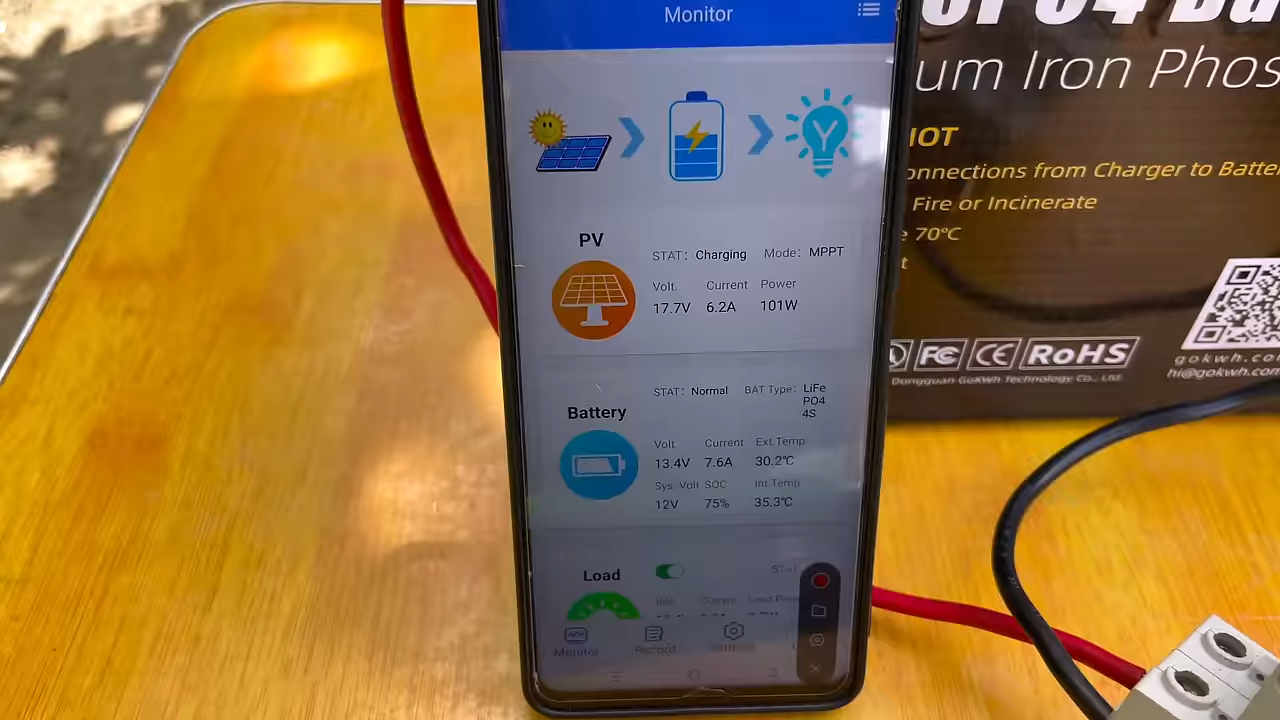 Monitor
PV
STAT: Charging Mode: MPPT
Volt. Current Power
17.7V 6.2A 101W
Battery
STAT: Normal BAT Type: LiFe
PO4
4S
Volt Current Ext Temp
13.4V 7.6A 30.2℃
Sys. Volt SOC Int Temp
12V 75% 35.3℃
Load
Monitor Record
um Iron Phos
onnections from Charger to Batte
Fire or Incinerate
70℃
FC CE RoHS
Dongguan GoKWh Technology Co., Ltd.
gokwh.co
hi@gokwh.com